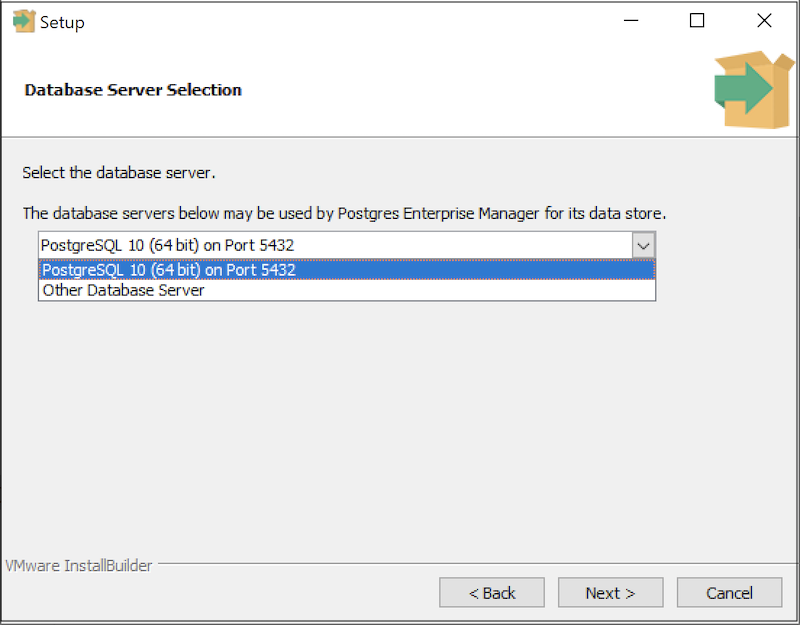 Setup
Database Server Selection
Select the database server.
The database servers below may be used by Postgres Enterprise Manager for its data store.
PostgreSQL 10 (64 bit) on Port 5432
PostgreSQL 10 (64 bit) on Port 5432
Other Database Server
VMware InstallBuilder
< Back
Next >
Cancel